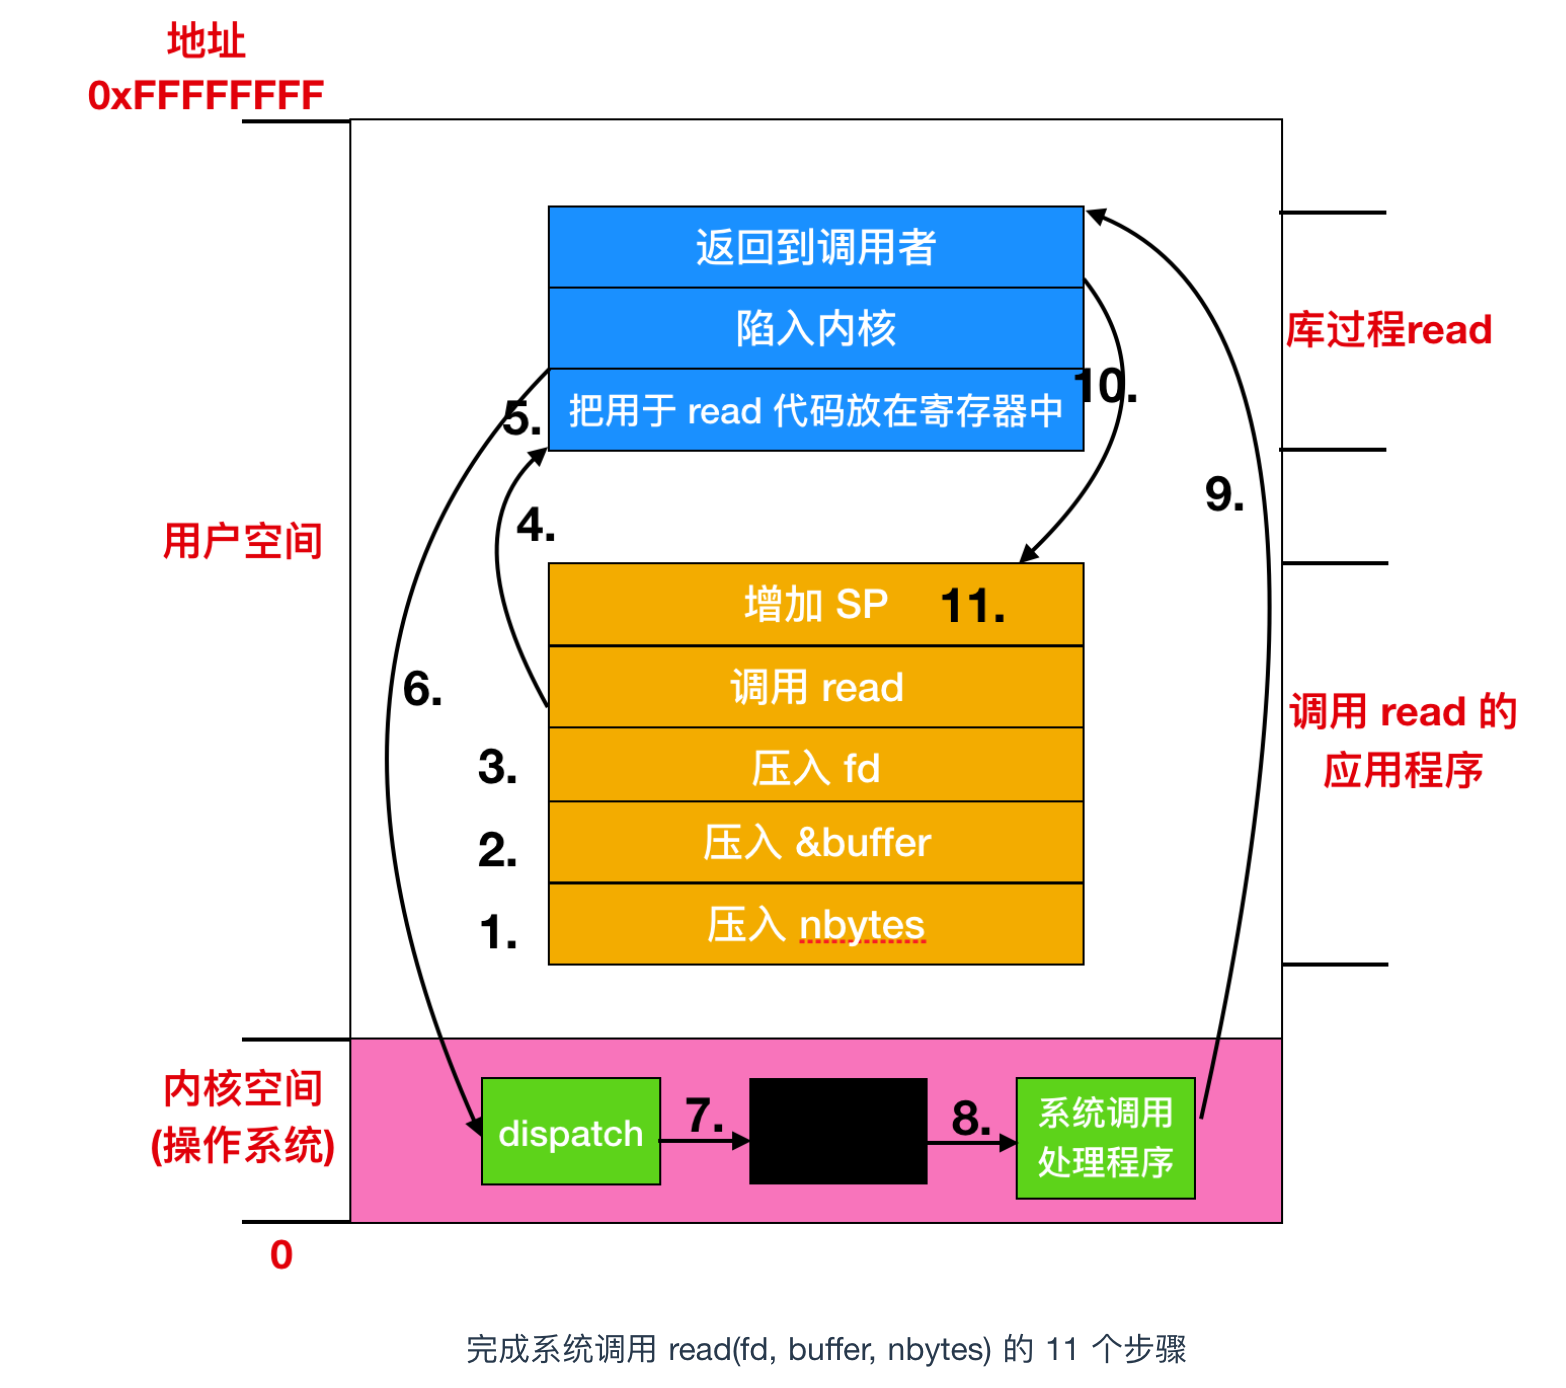 地址
0xFFFFFFFF
返回到调用者
陷入内核
库过程read
10.
5.
把用于 read 代码放在寄存器中
9.
4.
用户空间
增加 SP
11.
6.
调用 read
调用 read 的
应用程序
3.
压入 fd
2.
压入 &buffer
1.
压入 nbytes
内核空间
(操作系统)
dispatch
7.
8.
系统调用
处理程序
0
完成系统调用 read(fd, buffer, nbytes) 的 11 个步骤